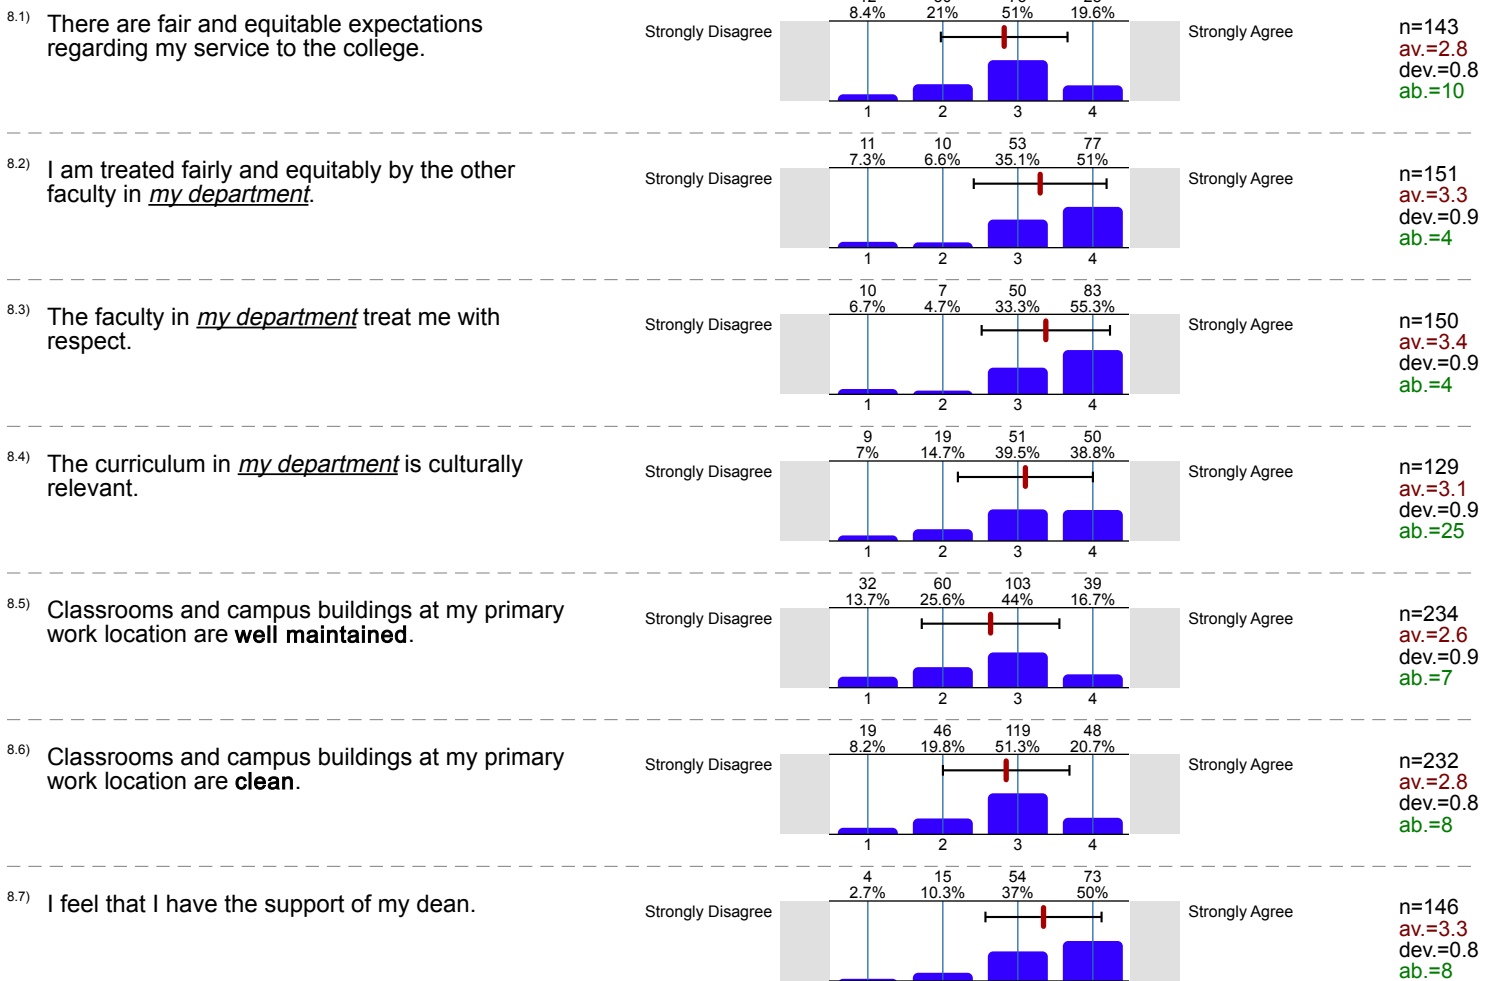 8.1) There are fair and equitable expectations
regarding my service to the college.
Strongly Disagree
8.4% 21% 51% 19.6%
1 2 3 4
Strongly Agree
n=143
av.=2.8
dev.=0.8
ab.=10
8.2) I am treated fairly and equitably by the other
faculty in my department.
Strongly Disagree
11 10 53 77
7.3% 6.6% 35.1% 51%
1 2 3 4
Strongly Agree
n=151
av.=3.3
dev.=0.9
ab.=4
8.3) The faculty in my department treat me with
respect.
Strongly Disagree
10 7 50 83
6.7% 4.7% 33.3% 55.3%
1 2 3 4
Strongly Agree
n=150
av.=3.4
dev.=0.9
ab.=4
8.4) The curriculum in my department is culturally
relevant.
Strongly Disagree
9 19 51 50
7% 14.7% 39.5% 38.8%
1 2 3 4
Strongly Agree
n=129
av.=3.1
dev.=0.9
ab.=25
8.5) Classrooms and campus buildings at my primary
work location are well maintained.
Strongly Disagree
32 60 103 39
13.7% 25.6% 44% 16.7%
1 2 3 4
Strongly Agree
n=234
av.=2.6
dev.=0.9
ab.=7
8.6) Classrooms and campus buildings at my primary
work location are clean.
Strongly Disagree
19 46 119 48
8.2% 19.8% 51.3% 20.7%
1 2 3 4
Strongly Agree
n=232
av.=2.8
dev.=0.8
ab.=8
8.7) I feel that I have the support of my dean.
Strongly Disagree
4 15 54 73
2.7% 10.3% 37% 50%
Strongly Agree
n=146
av.=3.3
dev.=0.8
ab.=8